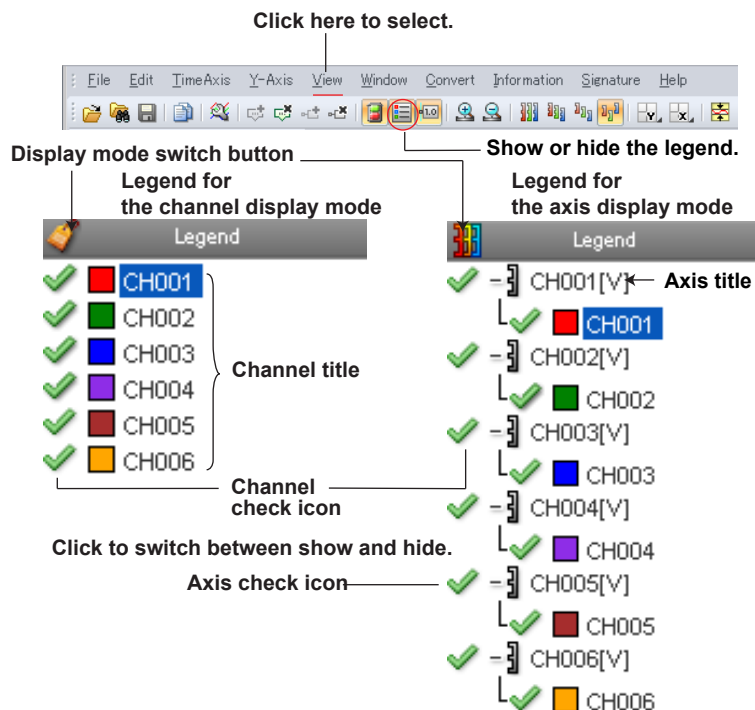 Click here to select.
File Edit TimeAxis Y-Axis View Window Convert Information Signature Help
1.0
Y X
Display mode switch button
Show or hide the legend.
Legend for
the channel display mode
Legend
CH001
CH002
CH003
CH004
CH005
CH006
Channel title
Channel
check icon
Click to switch between show and hide.
Axis check icon
Legend for
the axis display mode
Legend
CH001[V]
Axis title
CH001
CH002[V]
CH002
CH003[V]
CH003
CH004[V]
CH004
CH005[V]
CH005
CH006[V]
CH006